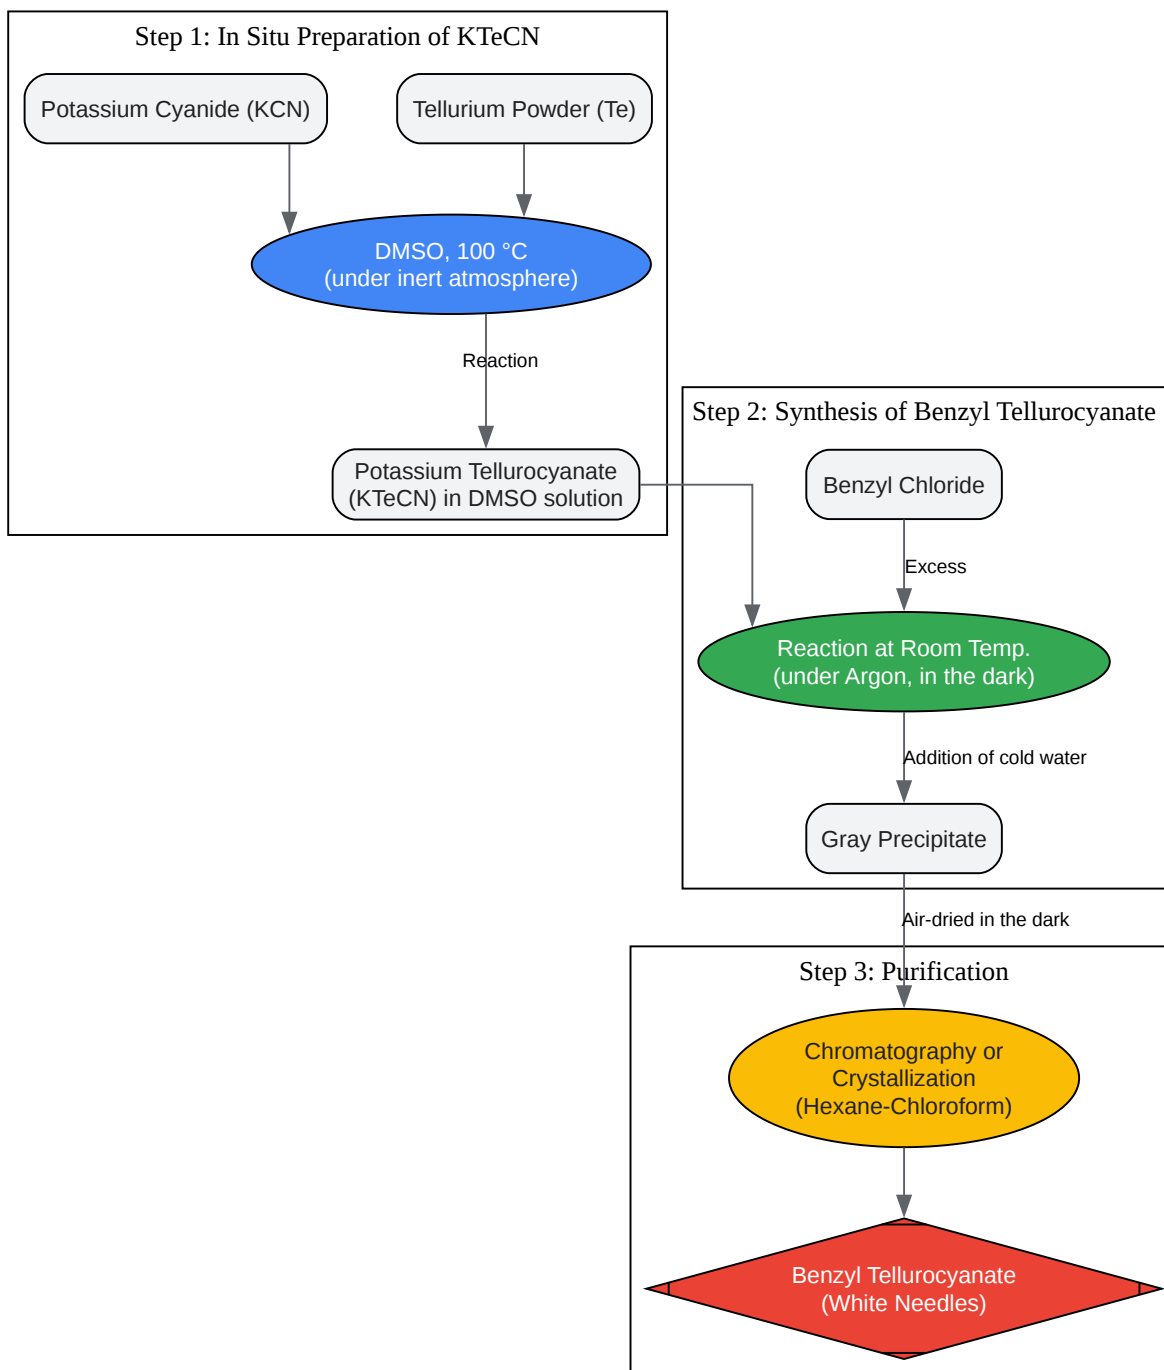 Step 1: In Situ Preparation of KTeCN
Potassium Cyanide (KCN)
Tellurium Powder (Te)
DMSO, 100 °C
(under inert atmosphere)
Reaction
Potassium Tellurocyanate
(KTeCN) in DMSO solution
Step 2: Synthesis of Benzyl Tellurocyanate
Benzyl Chloride
Excess
Reaction at Room Temp.
(under Argon, in the dark)
Addition of cold water
Gray Precipitate
Air-dried in the dark
Step 3: Purification
Chromatography or
Crystallization
(Hexane-Chloroform)
Benzyl Tellurocyanate
(White Needles)